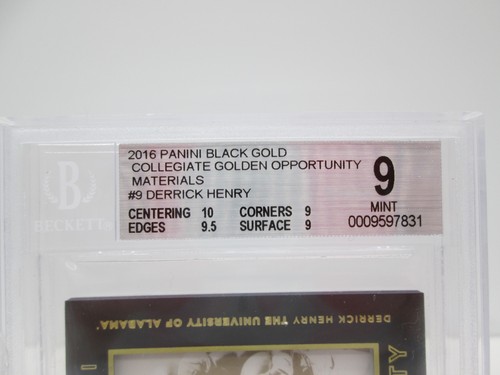 2016 PANINI BLACK GOLD
COLLEGIATE GOLDEN OPPORTUNITY
MATERIALS
#9 DERRICK HENRY
CENTERING 10 CORNERS 9
EDGES 9.5 SURFACE 9
9
MINT
0009597831
B
BECKETT
DERRICK HENRY THE UNIVERSITY OF ALABAMA